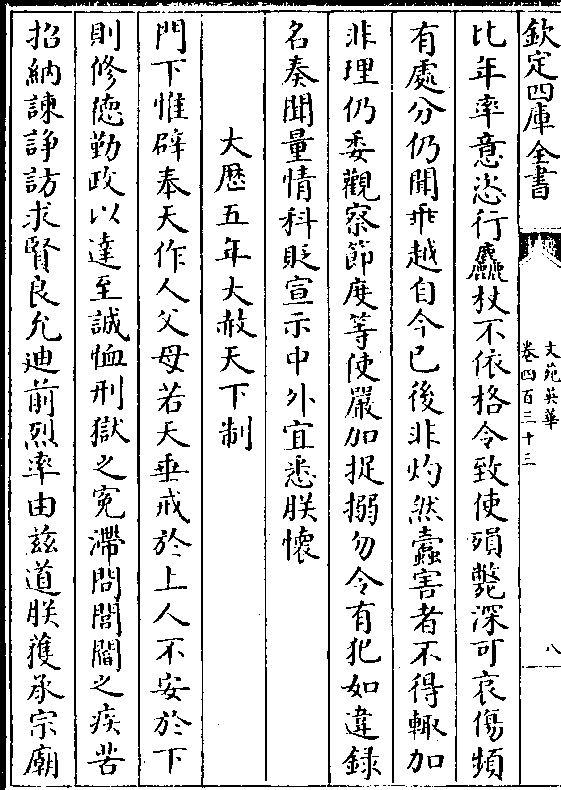 欽定四庫全書
文苑英華
卷四百三十三
八
比年率意恣行麤杖不依格令致使殞斃深可哀傷頻
有處分仍聞乖越自今已後非灼然蠹害者不得輙加
非理仍委觀察節度等使嚴加捉搦勿令有犯如違錄
名奏聞量情科貶宣示中外宜悉朕懷
大歴五年大赦天下制
門下惟辟奉天作人父母若天垂戒於上人不安於下
則修德勤政以達至誠恤刑獄之寃滯問閭閻之疾苦
招納諫諍訪求賢良允迪前烈率由兹道朕獲承宗廟